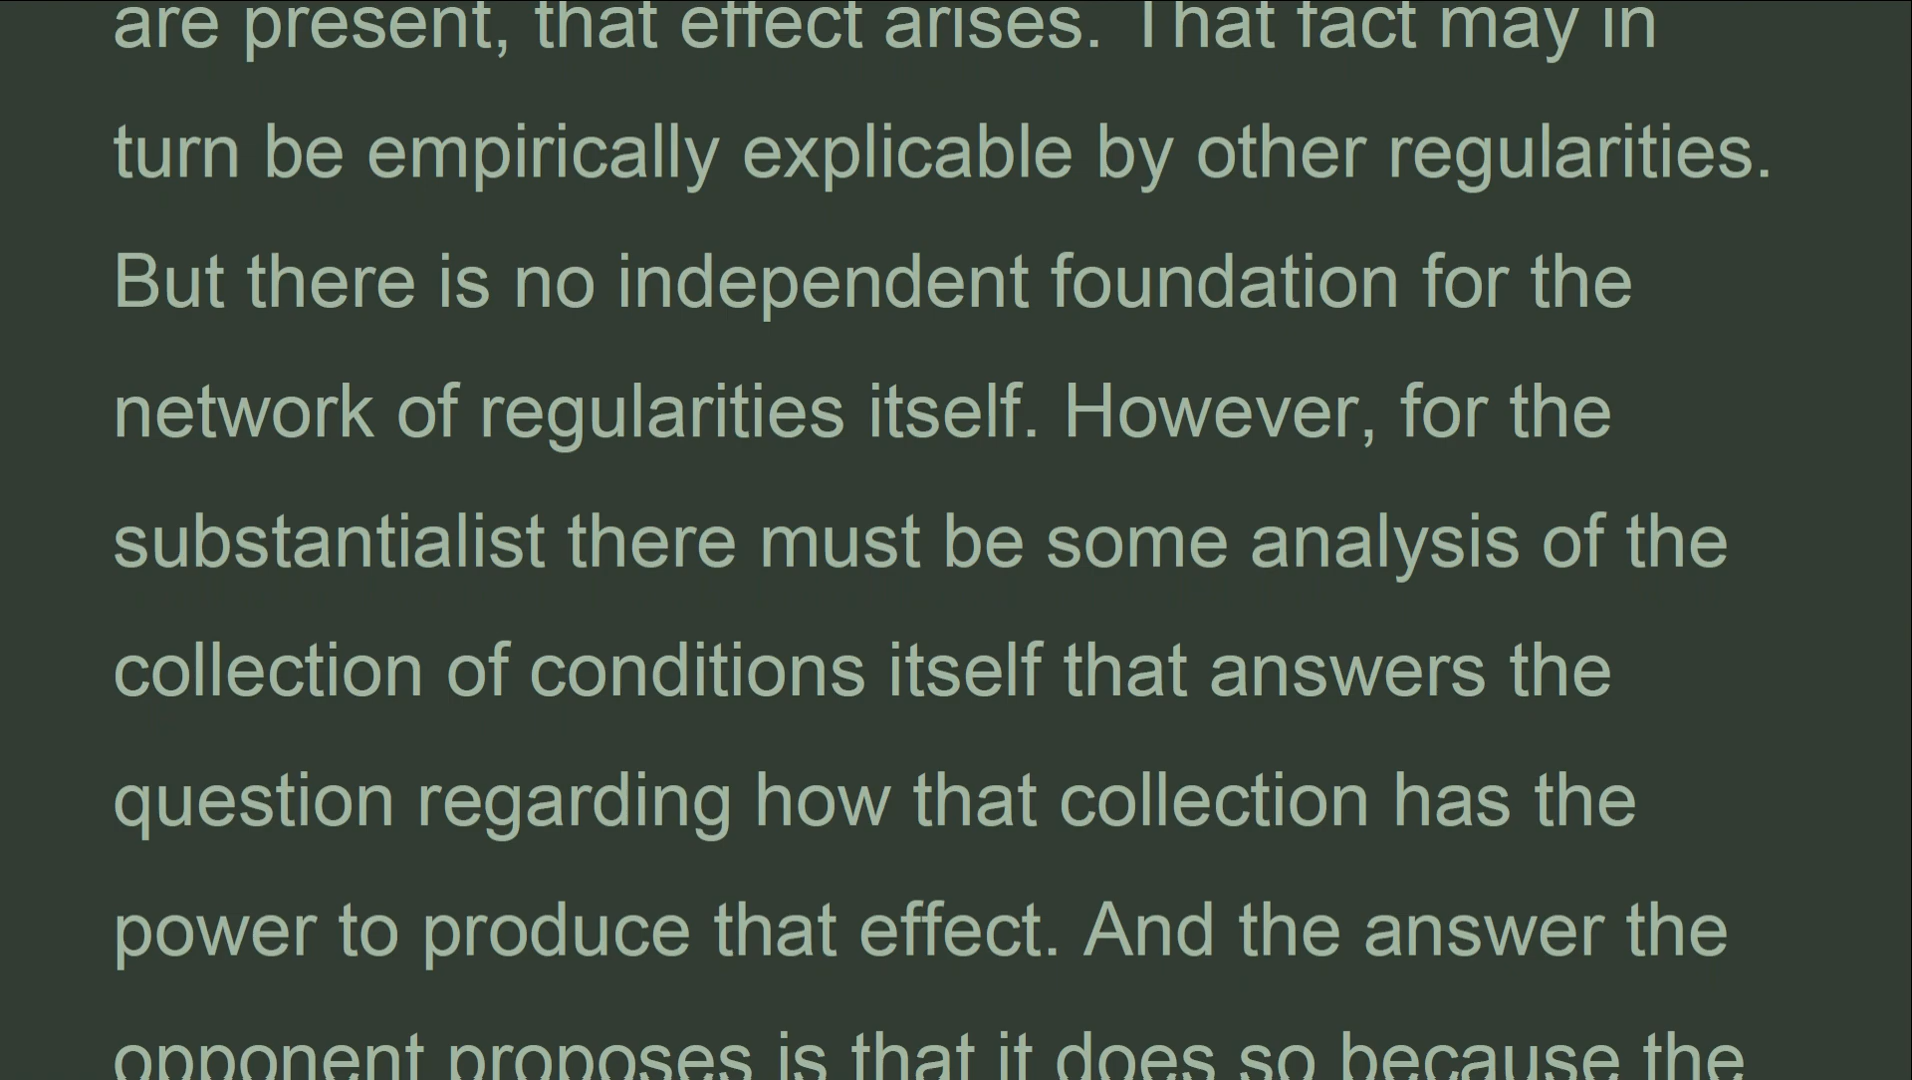 are present, that effect arises. That fact may in
turn be empirically explicable by other regularities.
But there is no independent foundation for the
network of regularities itself. However, for the
substantialist there must be some analysis of the
collection of conditions itself that answers the
question regarding how that collection has the
power to produce that effect. And the answer the
opponent proposes is that it does so because the